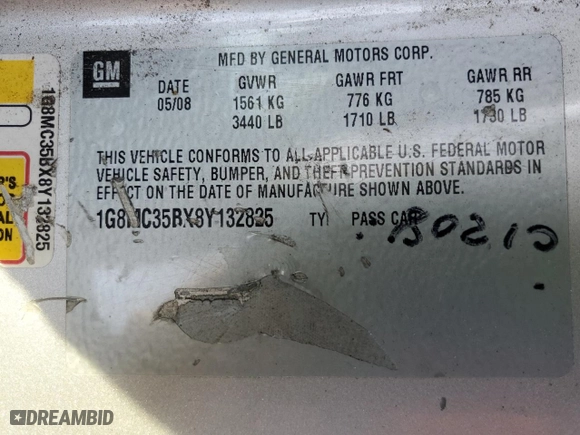 GM
MFD BY GENERAL MOTORS CORP.
DATE GVWR GAWR FRT GAWR RR
05/08 1561 KG 776 KG 785 KG
3440 LB 1710 LB 1730 LB
THIS VEHICLE CONFORMS TO ALL APPLICABLE U.S. FEDERAL MOTOR
VEHICLE SAFETY, BUMPER, AND THEFT PREVENTION STANDARDS IN
EFFECT ON THE DATE OF MANUFACTURE SHOWN ABOVE.
1G8MC35BX8Y132825 TY PASS CAR
1G8MC35BX8Y132825
DREAMBID